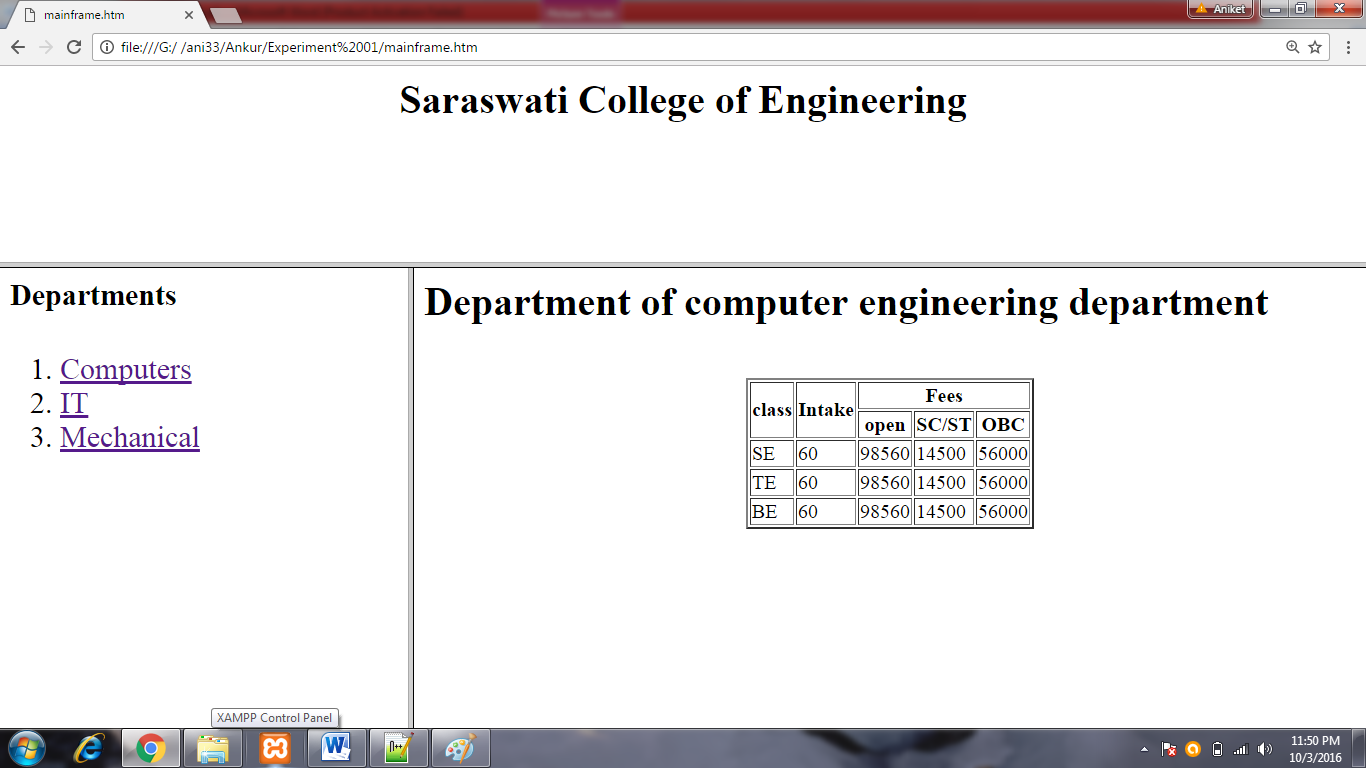 mainframe.htm
Aniket
file:///G:/ /ani33/Ankur/Experiment%2001/mainframe.htm
Saraswati College of Engineering
Departments
1. Computers
2. IT
3. Mechanical
Department of computer engineering department
class Intake Fees
open SC/ST OBC
SE 60 98560 14500 56000
TE 60 98560 14500 56000
BE 60 98560 14500 56000
XAMPP Control Panel
11:50 PM
10/3/2016